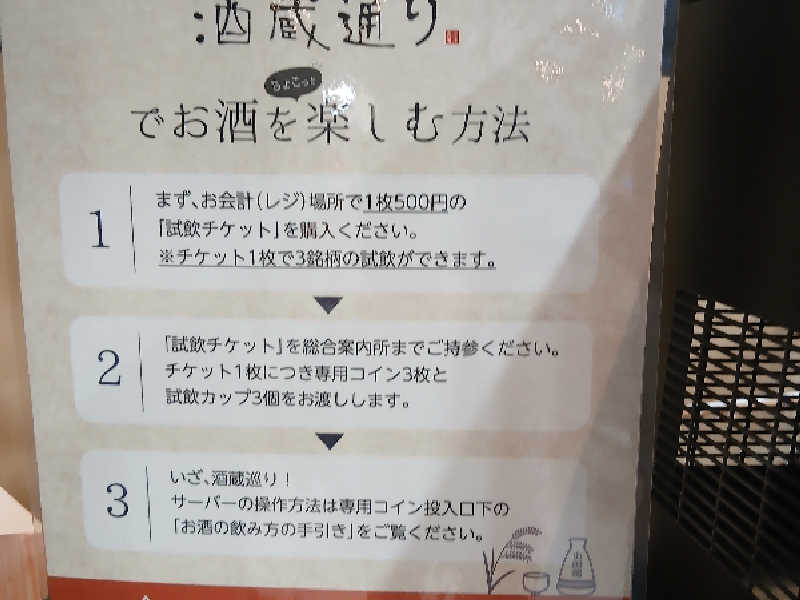 酒蔵通り
ちょこっと
でお酒を楽しむ方法
1
まず、お会計(レジ)場所で1枚500円の
「試飲チケット」を購入ください。
※チケット1枚で3銘柄の試飲ができます。
2
「試飲チケット」を総合案内所までご持参ください。
チケット1枚につき専用コイン3枚と
試飲カップ3個をお渡しします。
3
いざ、酒蔵巡り！
サーバーの操作方法は専用コイン投入口下の
「お酒の飲み方の手引き」をご覧ください。